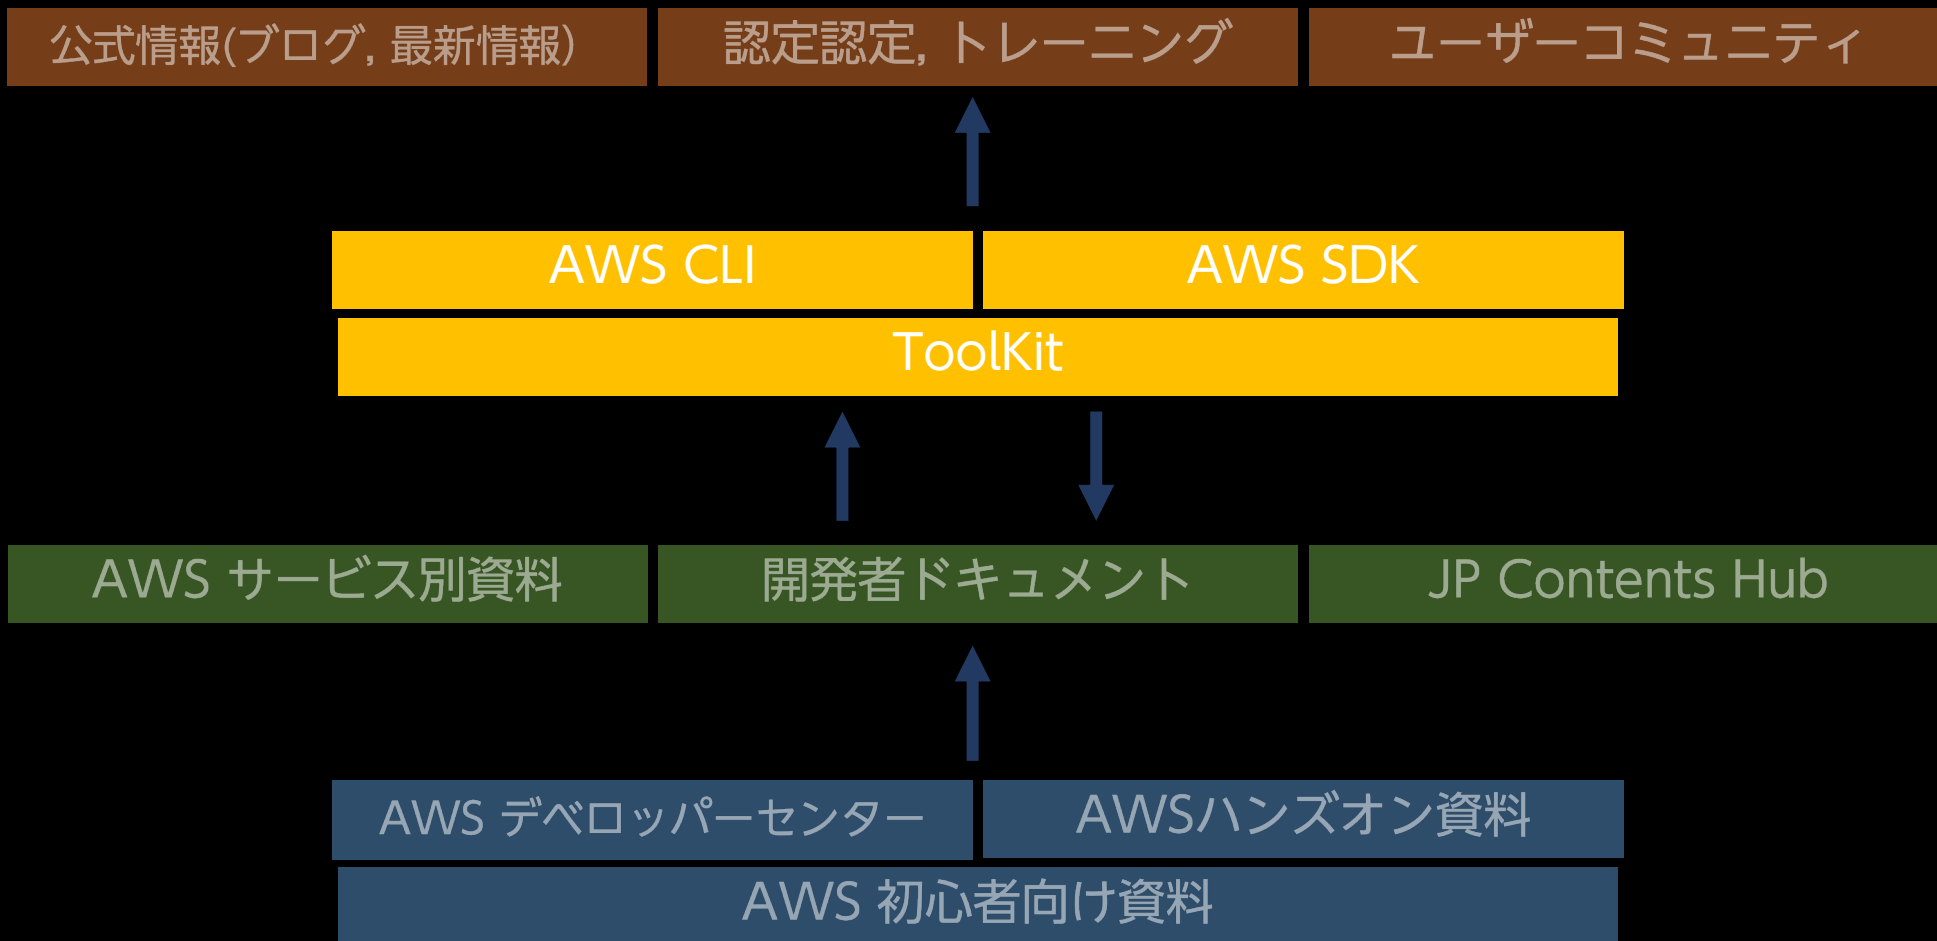 公式情報(ブログ, 最新情報)
認定認定, トレーニング
ユーザーコミュニティ
AWS CLI
AWS SDK
ToolKit
AWS サービス別資料
開発者ドキュメント
JP Contents Hub
AWS デベロッパーセンター
AWSハンズオン資料
AWS 初心者向け資料